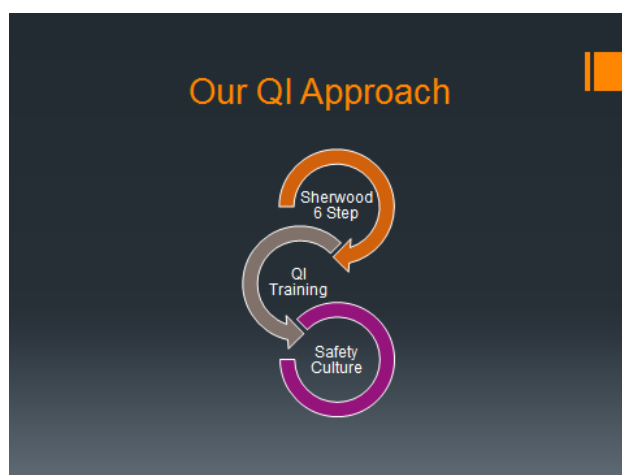 Our QI Approach
Sherwood
6 Step
QI
Training
Safety
Culture